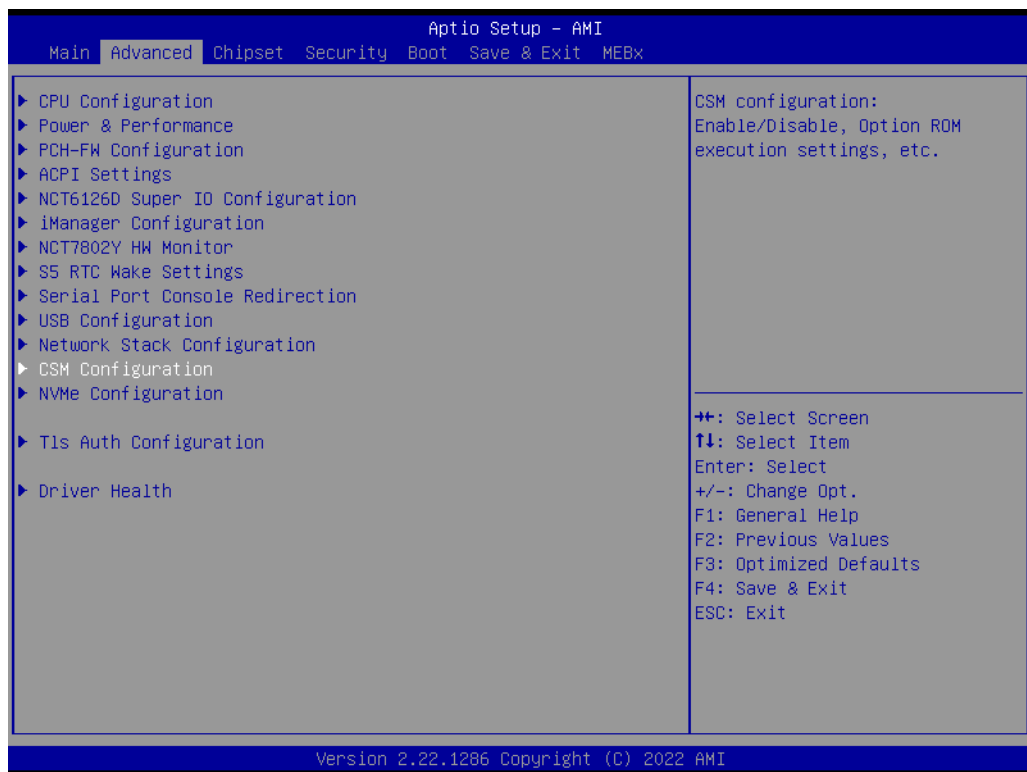 Aptio Setup – AMI
Main Advanced Chipset Security Boot Save & Exit MEBx
▶ CPU Configuration
▶ Power & Performance
▶ PCH-FW Configuration
▶ ACPI Settings
▶ NCT6126D Super IO Configuration
▶ iManager Configuration
▶ NCT7802Y HW Monitor
▶ S5 RTC Wake Settings
▶ Serial Port Console Redirection
▶ USB Configuration
▶ Network Stack Configuration
▶ CSM Configuration
▶ NVMe Configuration
▶ Tls Auth Configuration
▶ Driver Health
CSM configuration:
Enable/Disable, Option ROM
execution settings, etc.
→←: Select Screen
↑↓: Select Item
Enter: Select
+/-: Change Opt.
F1: General Help
F2: Previous Values
F3: Optimized Defaults
F4: Save & Exit
ESC: Exit
Version 2.22.1286 Copyright (C) 2022 AMI